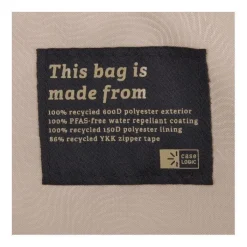 This bag is
made from
100% recycled 600D polyester exterior
100% PFAS-free water repellant coating
100% recycled 150D polyester lining
86% recycled YKK zipper tape
case
LOGIC